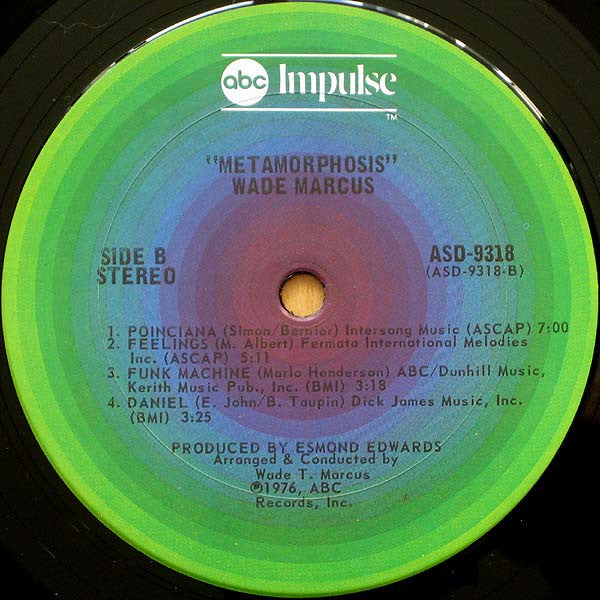 abc Impulse
TM
"METAMORPHOSIS"
WADE MARCUS
SIDE B
STEREO
ASD-9318
(ASD-9318-B)
1. POINCIANA (Simon/Bernier) Intersong Music (ASCAP) 7:00
2. FEELINGS (M. Albert) Fermata International Melodies
Inc. (ASCAP) 5:11
3. FUNK MACHINE (Marlo Henderson) ABC/Dunhill Music,
Kerith Music Pub., Inc. (BMI) 3:18
4. DANIEL (E. John/B. Taupin) Dick James Music, Inc.
(BMI) 3:25
PRODUCED BY ESMOND EDWARDS
Arranged & Conducted by
Wade T. Marcus
℗1976, ABC
Records, Inc.